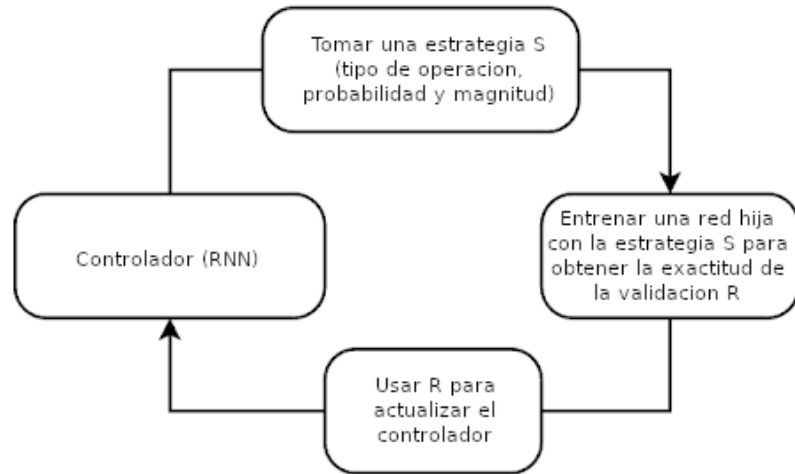 Tomar una estrategia S
(tipo de operacion,
probabilidad y magnitud)
Controlador (RNN)
Entrenar una red hija
con la estrategia S para
obtener la exactitud de
la validacion R
Usar R para
actualizar el
controlador